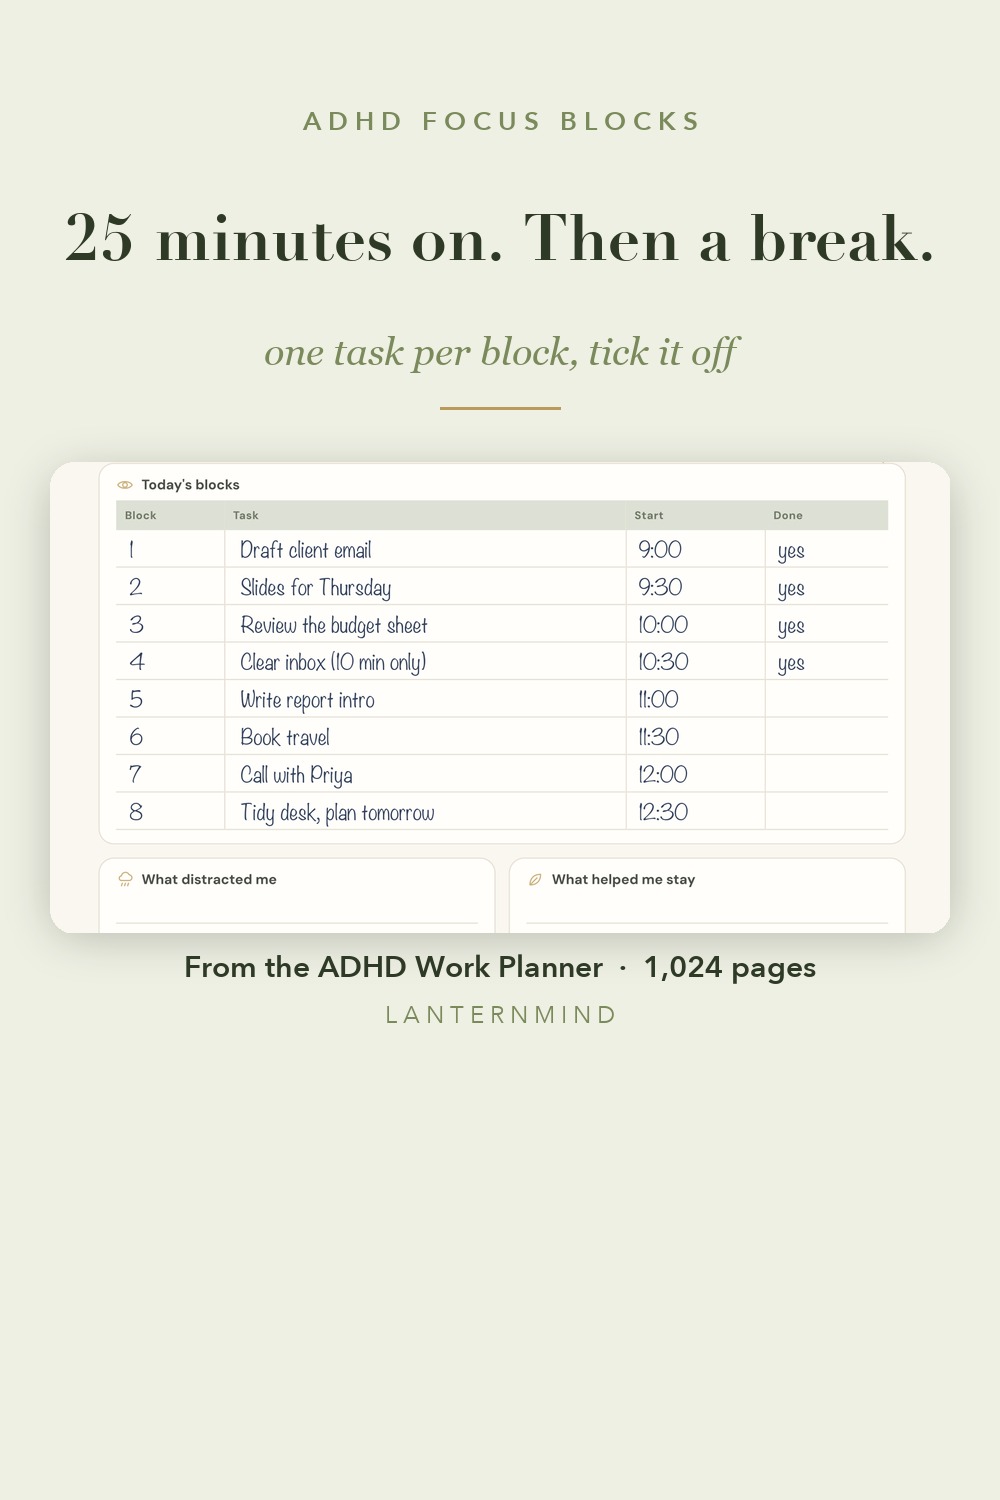 ADHD FOCUS BLOCKS
25 minutes on. Then a break.
one task per block, tick it off
Today's blocks
Block Task Start Done
1 Draft client email 9:00 yes
2 Slides for Thursday 9:30 yes
3 Review the budget sheet 10:00 yes
4 Clear inbox (10 min only) 10:30 yes
5 Write report intro 11:00
6 Book travel 11:30
7 Call with Priya 12:00
8 Tidy desk, plan tomorrow 12:30
What distracted me What helped me stay
From the ADHD Work Planner · 1,024 pages
LANTERNMIND